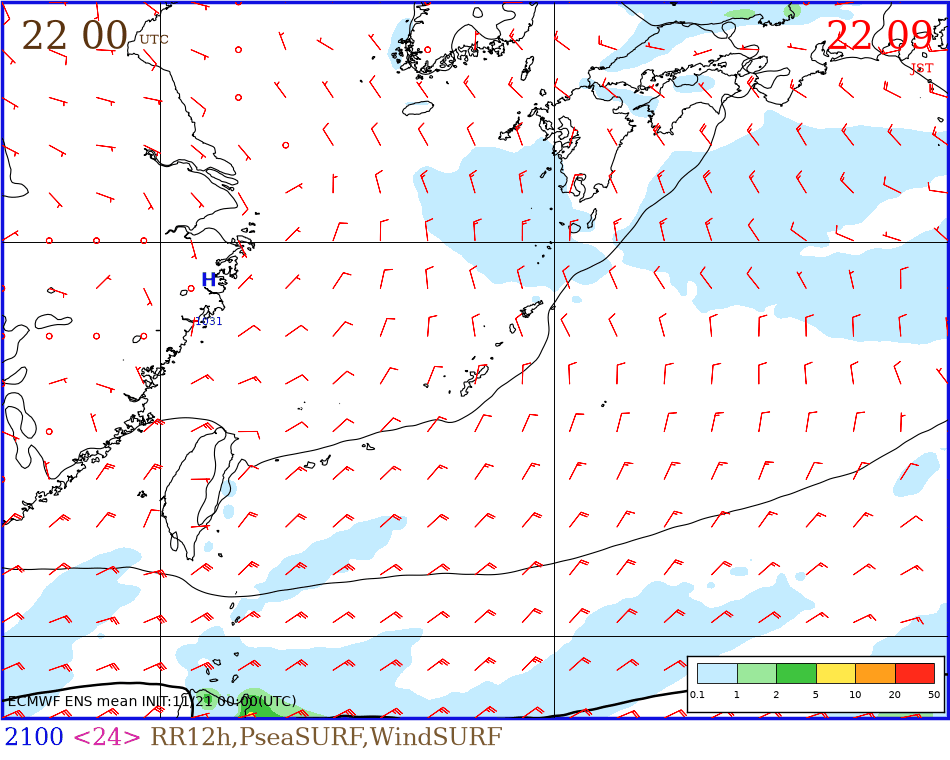 22 00 UTC
22 09
JST
H
1031
0.1 1 2 5 10 20 50
ECMWF ENS mean INIT:11/21 00:00(UTC)
2100 <24> RR12h,PseaSURF,WindSURF